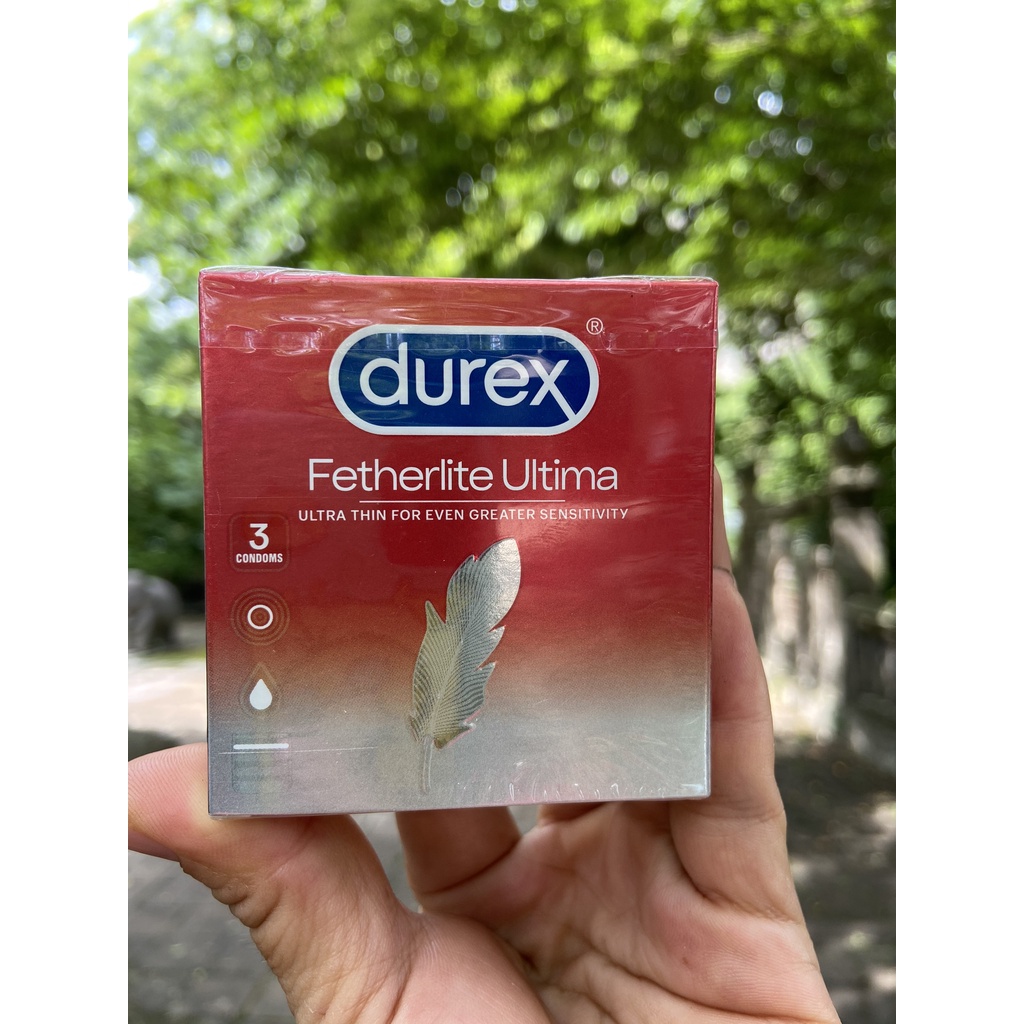 durex®
Fetherlite Ultima
ULTRA THIN FOR EVEN GREATER SENSITIVITY
3
CONDOMS